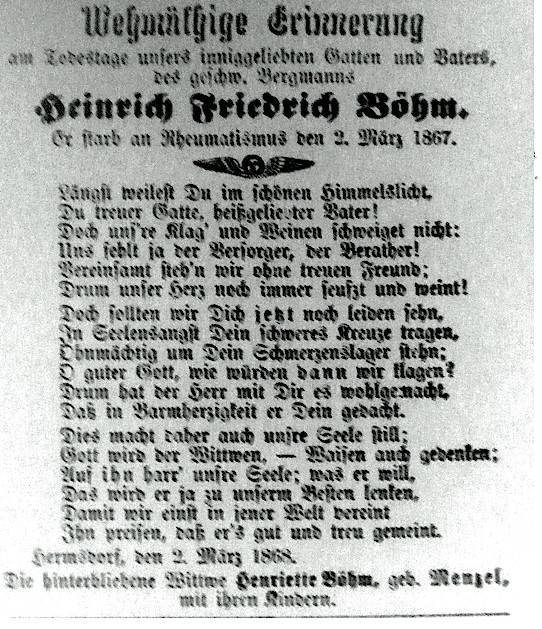 Wehmüthige Erinnerung
am Todestage unsers inniggeliebten Gatten und Vaters,
des geschw. Bergmanns
Heinrich Friedrich Böhm.
Er starb an Rheumatismus den 2. März 1867.
Längst weilest Du im schönen Himmelslicht,
Du treuer Gatte, heißgeliebter Vater!
Doch uns're Klag' und Weinen schweiget nicht:
Uns fehlt ja der Versorger, der Berather!
Vereinsamt steh'n wir ohne treuen Freund;
Drum unser Herz noch immer seufzt und weint!
Doch sollten wir Dich jetzt noch leiden sehn,
In Seelensangst Dein schweres Kreuze tragen,
Ohnmächtig um Dein Schmerzenslager stehn;
O guter Gott, wie würden dann wir klagen?
Drum hat der Herr mit Dir es wohlgemacht,
Daß in Barmherzigkeit er Dein gedacht.
Dies macht daher auch unsre Seele still;
Gott wird der Wittwen, — Waisen auch gedenken;
Auf ihn harr' unsre Seele; was er will,
Das wird er ja zu unserm Besten lenken,
Damit wir einst in jener Welt vereint
Ihn preisen, daß er's gut und treu gemeint.
Hermsdorf, den 2. März 1868.
Die hinterbliebene Wittwe Henriette Böhm, geb. Menzel,
mit ihren Kindern.